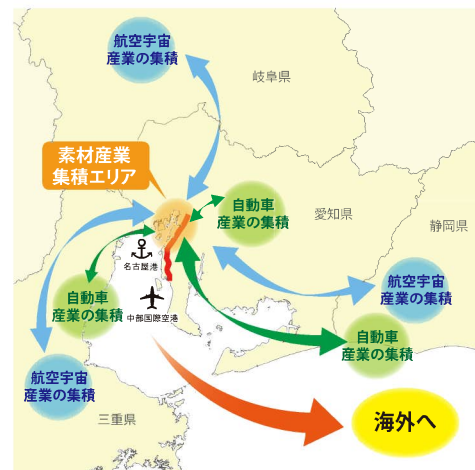 航空宇宙
産業の集積
岐阜県
素材産業
集積エリア
自動車
産業の集積
愛知県
静岡県
名古屋港
航空宇宙
産業の集積
自動車
産業の集積
中部国際空港
自動車
産業の集積
航空宇宙
産業の集積
海外へ
三重県